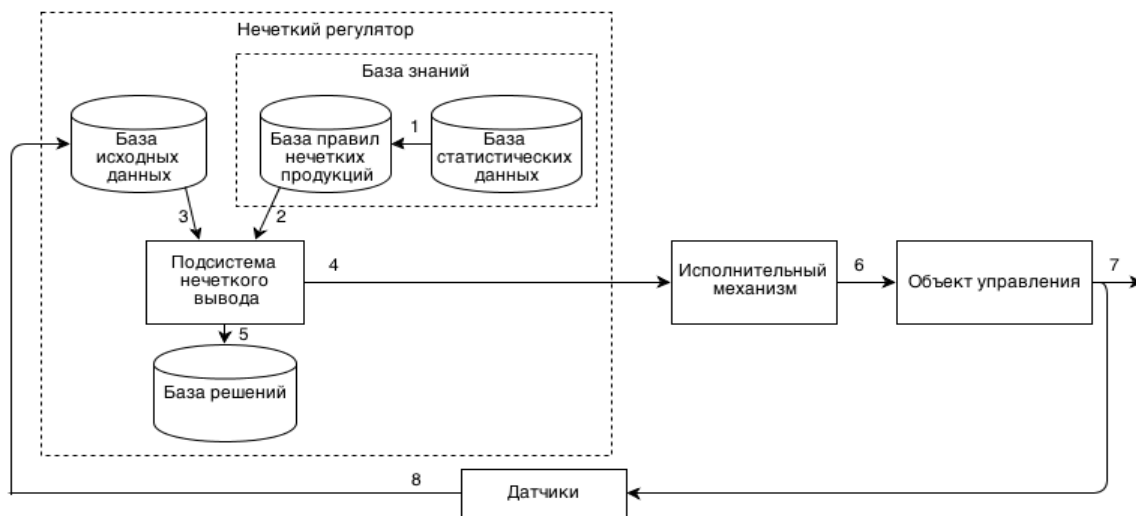 Нечеткий регулятор
База знаний
База
исходных
данных
База правил
нечетких
продукций
1
База
статистических
данных
3
2
Подсистема
нечеткого
вывода
4
Исполнительный
механизм
6
Объект управления
7
5
База решений
8
Датчики